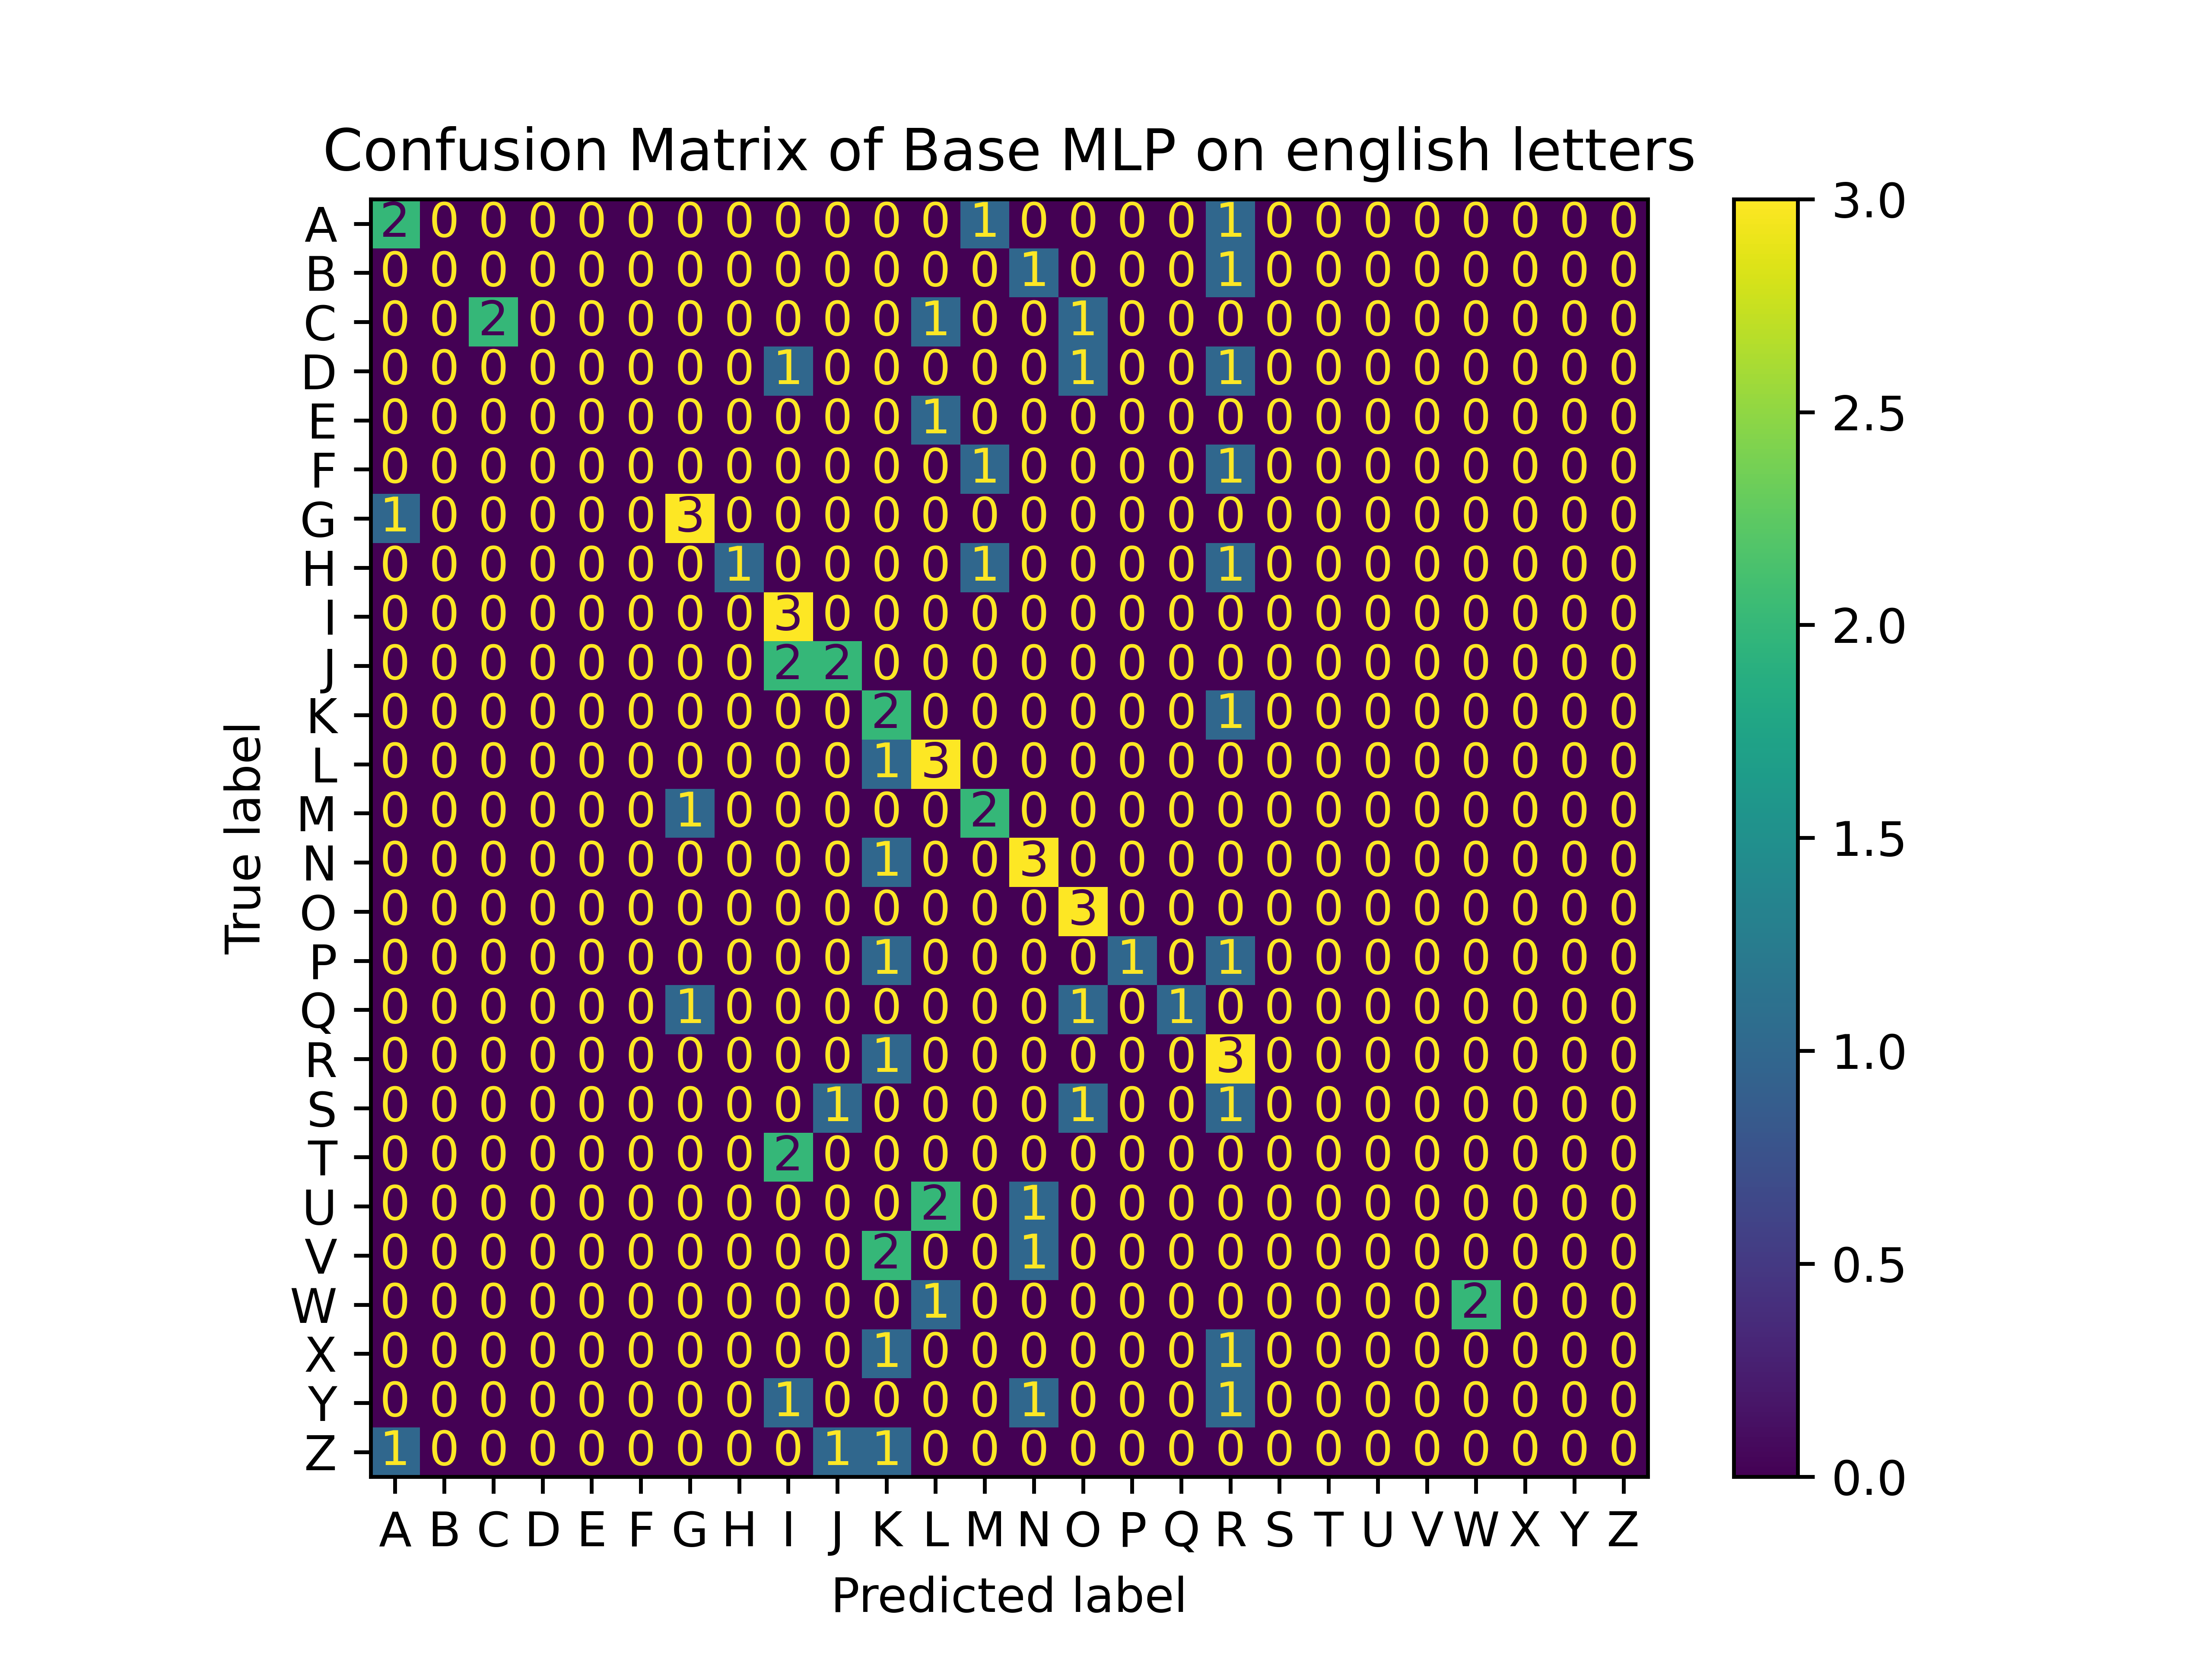 Confusion Matrix of Base MLP on english letters
A 2 0 0 0 0 0 0 0 0 0 0 0 1 0 0 0 0 1 0 0 0 0 0 0 0 0
B 0 0 0 0 0 0 0 0 0 0 0 0 0 1 0 0 0 1 0 0 0 0 0 0 0 0
C 0 0 2 0 0 0 0 0 0 0 0 1 0 0 1 0 0 0 0 0 0 0 0 0 0 0
D 0 0 0 0 0 0 0 0 1 0 0 0 0 0 1 0 0 1 0 0 0 0 0 0 0 0
E 0 0 0 0 0 0 0 0 0 0 0 1 0 0 0 0 0 0 0 0 0 0 0 0 0 0
F 0 0 0 0 0 0 0 0 0 0 0 0 1 0 0 0 0 1 0 0 0 0 0 0 0 0
G 1 0 0 0 0 0 3 0 0 0 0 0 0 0 0 0 0 0 0 0 0 0 0 0 0 0
H 0 0 0 0 0 0 0 1 0 0 0 0 1 0 0 0 0 1 0 0 0 0 0 0 0 0
I 0 0 0 0 0 0 0 0 3 0 0 0 0 0 0 0 0 0 0 0 0 0 0 0 0 0
J 0 0 0 0 0 0 0 0 2 2 0 0 0 0 0 0 0 0 0 0 0 0 0 0 0 0
K 0 0 0 0 0 0 0 0 0 0 2 0 0 0 0 0 0 1 0 0 0 0 0 0 0 0
L 0 0 0 0 0 0 0 0 0 0 1 3 0 0 0 0 0 0 0 0 0 0 0 0 0 0
M 0 0 0 0 0 0 1 0 0 0 0 0 2 0 0 0 0 0 0 0 0 0 0 0 0 0
N 0 0 0 0 0 0 0 0 0 0 1 0 0 3 0 0 0 0 0 0 0 0 0 0 0 0
O 0 0 0 0 0 0 0 0 0 0 0 0 0 0 3 0 0 0 0 0 0 0 0 0 0 0
P 0 0 0 0 0 0 0 0 0 0 1 0 0 0 0 1 0 1 0 0 0 0 0 0 0 0
Q 0 0 0 0 0 0 1 0 0 0 0 0 0 0 1 0 1 0 0 0 0 0 0 0 0 0
R 0 0 0 0 0 0 0 0 0 0 1 0 0 0 0 0 0 3 0 0 0 0 0 0 0 0
S 0 0 0 0 0 0 0 0 0 1 0 0 0 0 1 0 0 1 0 0 0 0 0 0 0 0
T 0 0 0 0 0 0 0 0 2 0 0 0 0 0 0 0 0 0 0 0 0 0 0 0 0 0
U 0 0 0 0 0 0 0 0 0 0 0 2 0 1 0 0 0 0 0 0 0 0 0 0 0 0
V 0 0 0 0 0 0 0 0 0 0 2 0 0 1 0 0 0 0 0 0 0 0 0 0 0 0
W 0 0 0 0 0 0 0 0 0 0 0 1 0 0 0 0 0 0 0 0 0 0 2 0 0 0
X 0 0 0 0 0 0 0 0 0 0 1 0 0 0 0 0 0 1 0 0 0 0 0 0 0 0
Y 0 0 0 0 0 0 0 0 1 0 0 0 0 1 0 0 0 1 0 0 0 0 0 0 0 0
Z 1 0 0 0 0 0 0 0 0 1 1 0 0 0 0 0 0 0 0 0 0 0 0 0 0 0
A B C D E F G H I J K L M N O P Q R S T U V W X Y Z
Predicted label
True label
3.0
2.5
2.0
1.5
1.0
0.5
0.0